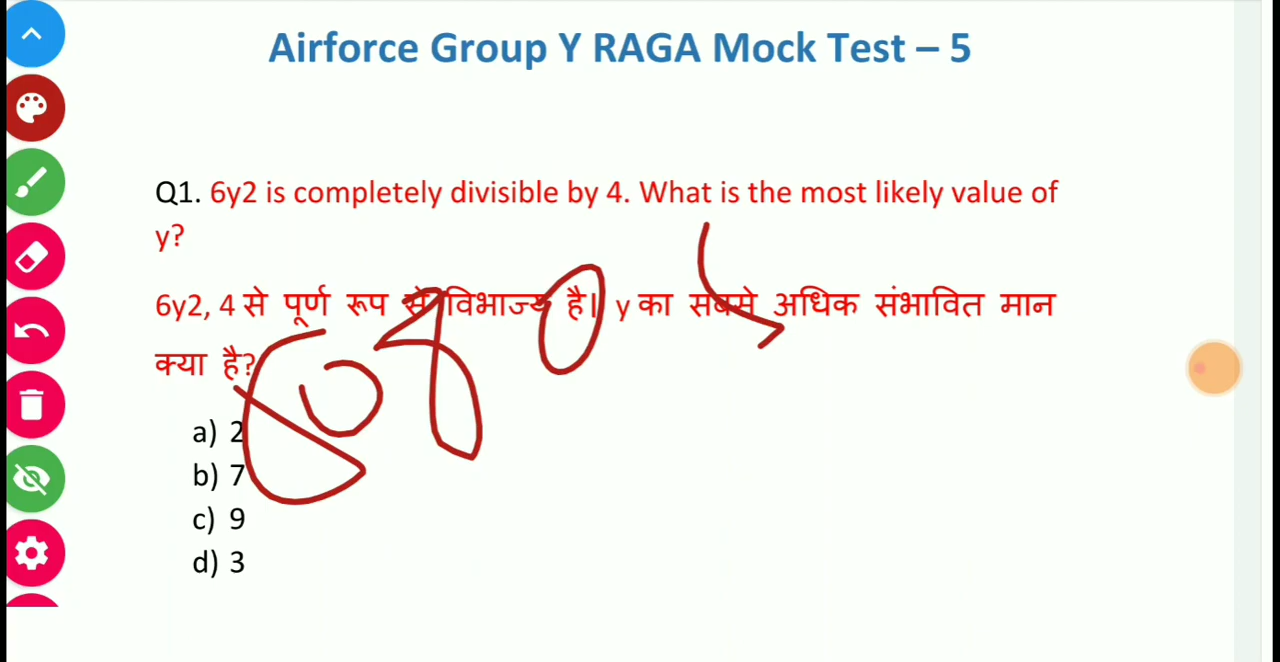 Airforce Group Y RAGA Mock Test – 5
Q1. 6y2 is completely divisible by 4. What is the most likely value of
y?
6y2, 4 से पूर्ण रूप से विभाज्य है। y का सबसे अधिक संभावित मान
क्या है?
a) 2
b) 7
c) 9
d) 3